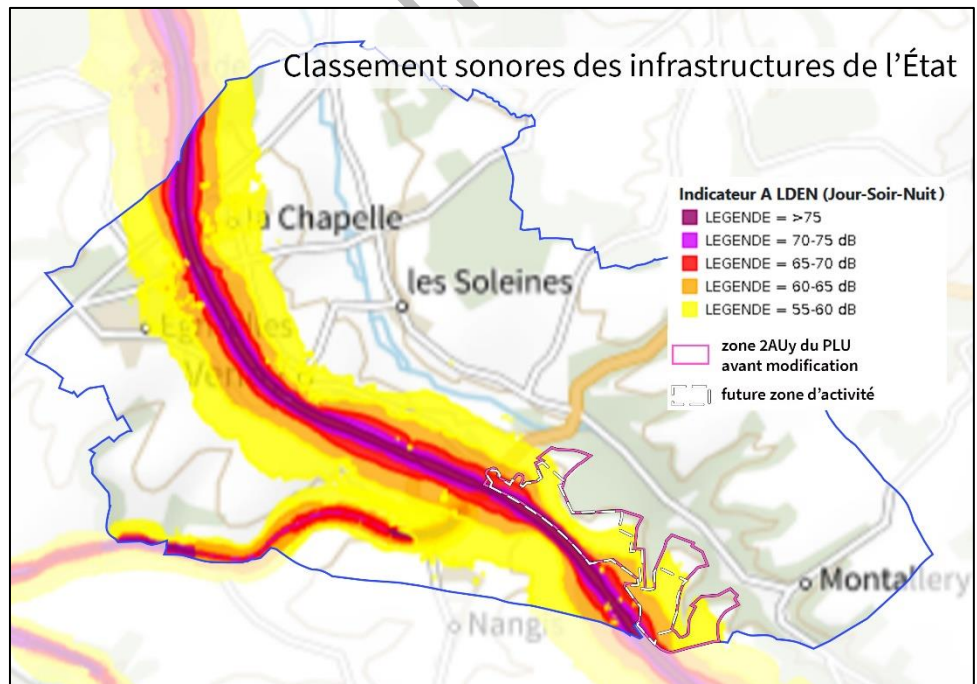 Classement sonores des infrastructures de l'État
Indicateur A LDEN (Jour-Soir-Nuit)
LEGENDE = >75
LEGENDE = 70-75 dB
LEGENDE = 65-70 dB
LEGENDE = 60-65 dB
LEGENDE = 55-60 dB
zone 2AUy du PLU
avant modification
future zone d'activité
la Chapelle
les Soleines
Montallery